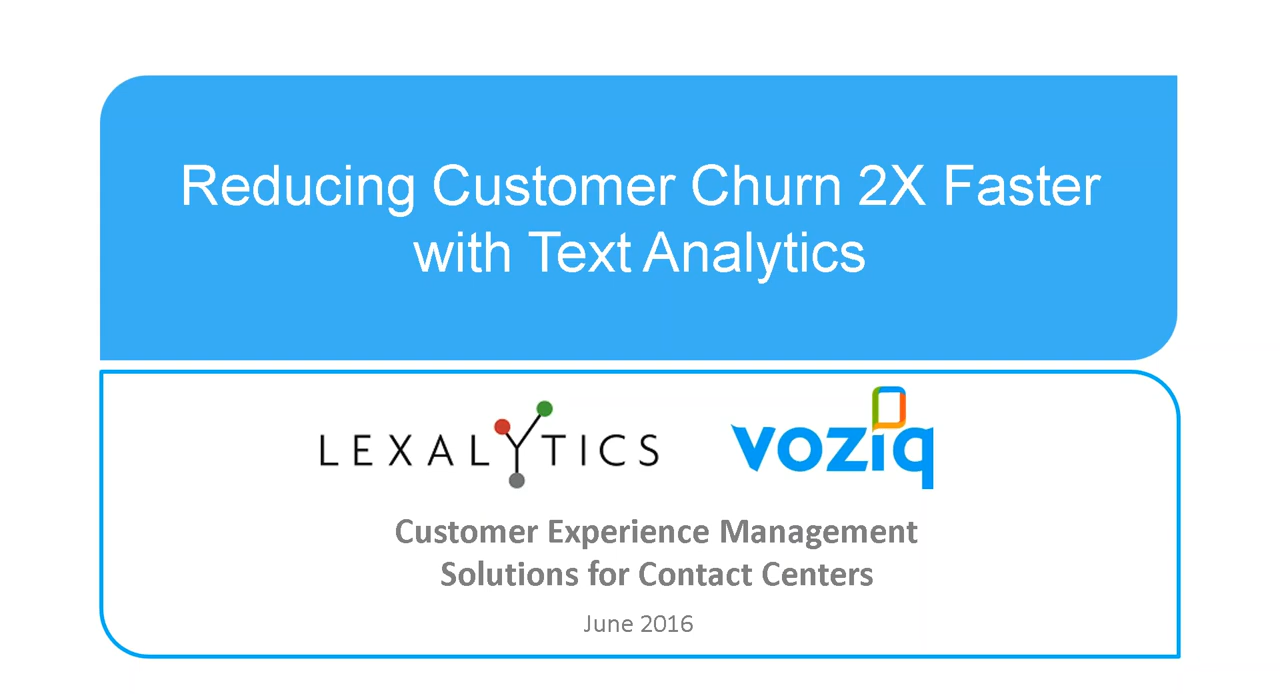 Reducing Customer Churn 2X Faster
with Text Analytics
LEXALYTICS
voziq
Customer Experience Management
Solutions for Contact Centers
June 2016